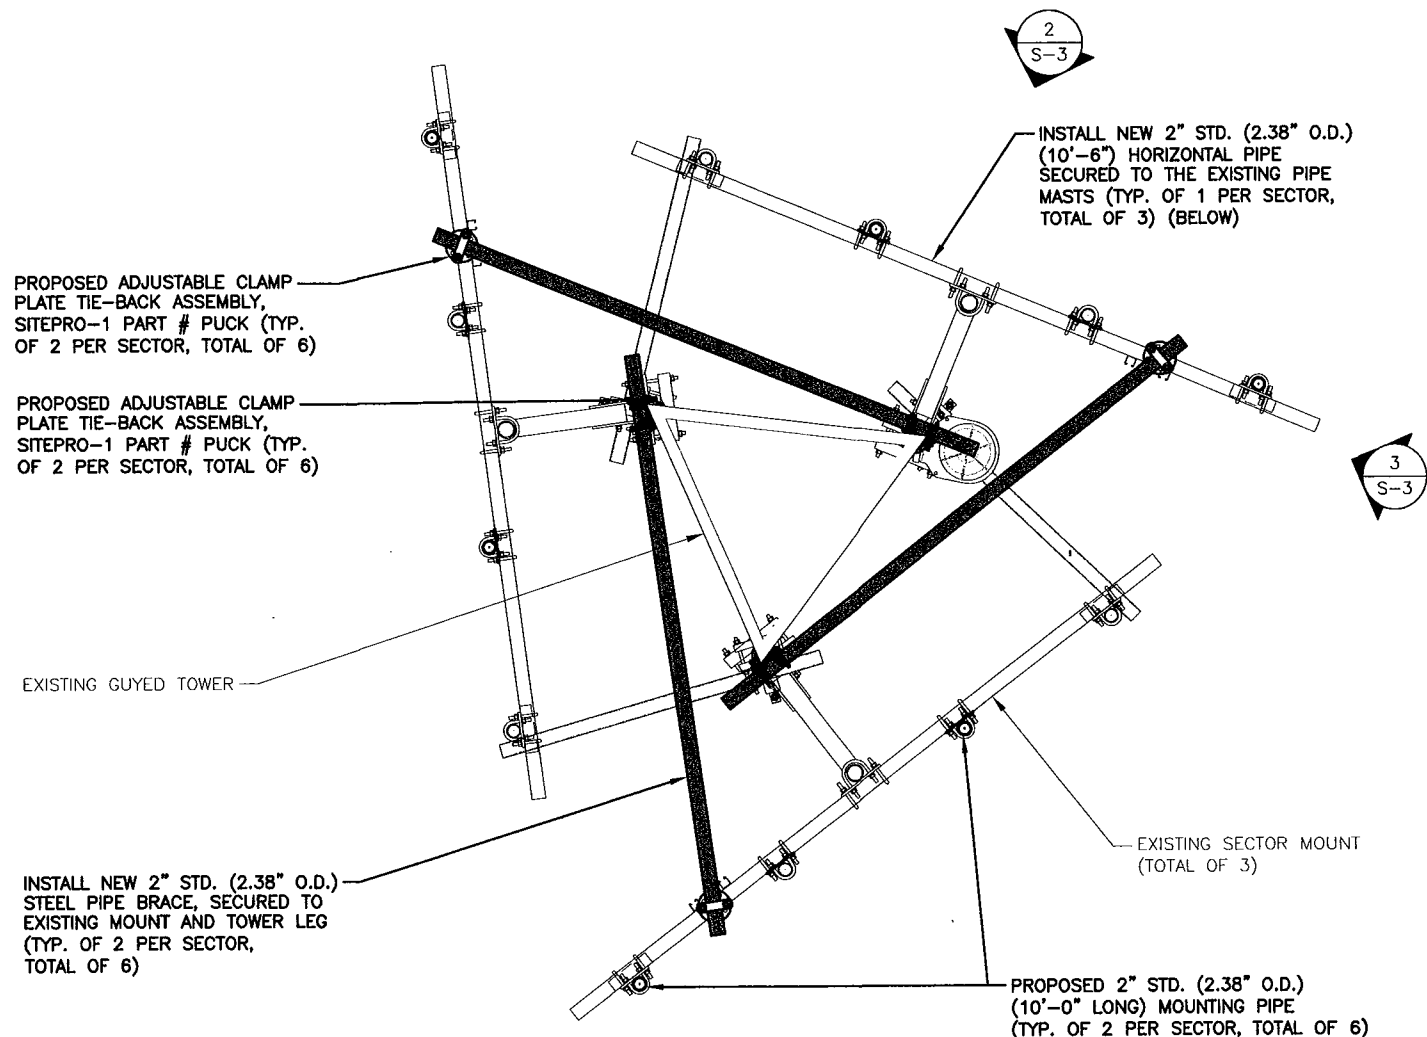 2
S-3
INSTALL NEW 2" STD. (2.38" O.D.)
(10'-6") HORIZONTAL PIPE
SECURED TO THE EXISTING PIPE
MASTS (TYP. OF 1 PER SECTOR,
TOTAL OF 3) (BELOW)
PROPOSED ADJUSTABLE CLAMP
PLATE TIE-BACK ASSEMBLY,
SITEPRO-1 PART # PUCK (TYP.
OF 2 PER SECTOR, TOTAL OF 6)
PROPOSED ADJUSTABLE CLAMP
PLATE TIE-BACK ASSEMBLY,
SITEPRO-1 PART # PUCK (TYP.
OF 2 PER SECTOR, TOTAL OF 6)
3
S-3
EXISTING GUYED TOWER
EXISTING SECTOR MOUNT
(TOTAL OF 3)
INSTALL NEW 2" STD. (2.38" O.D.)
STEEL PIPE BRACE, SECURED TO
EXISTING MOUNT AND TOWER LEG
(TYP. OF 2 PER SECTOR,
TOTAL OF 6)
PROPOSED 2" STD. (2.38" O.D.)
(10'-0" LONG) MOUNTING PIPE
(TYP. OF 2 PER SECTOR, TOTAL OF 6)